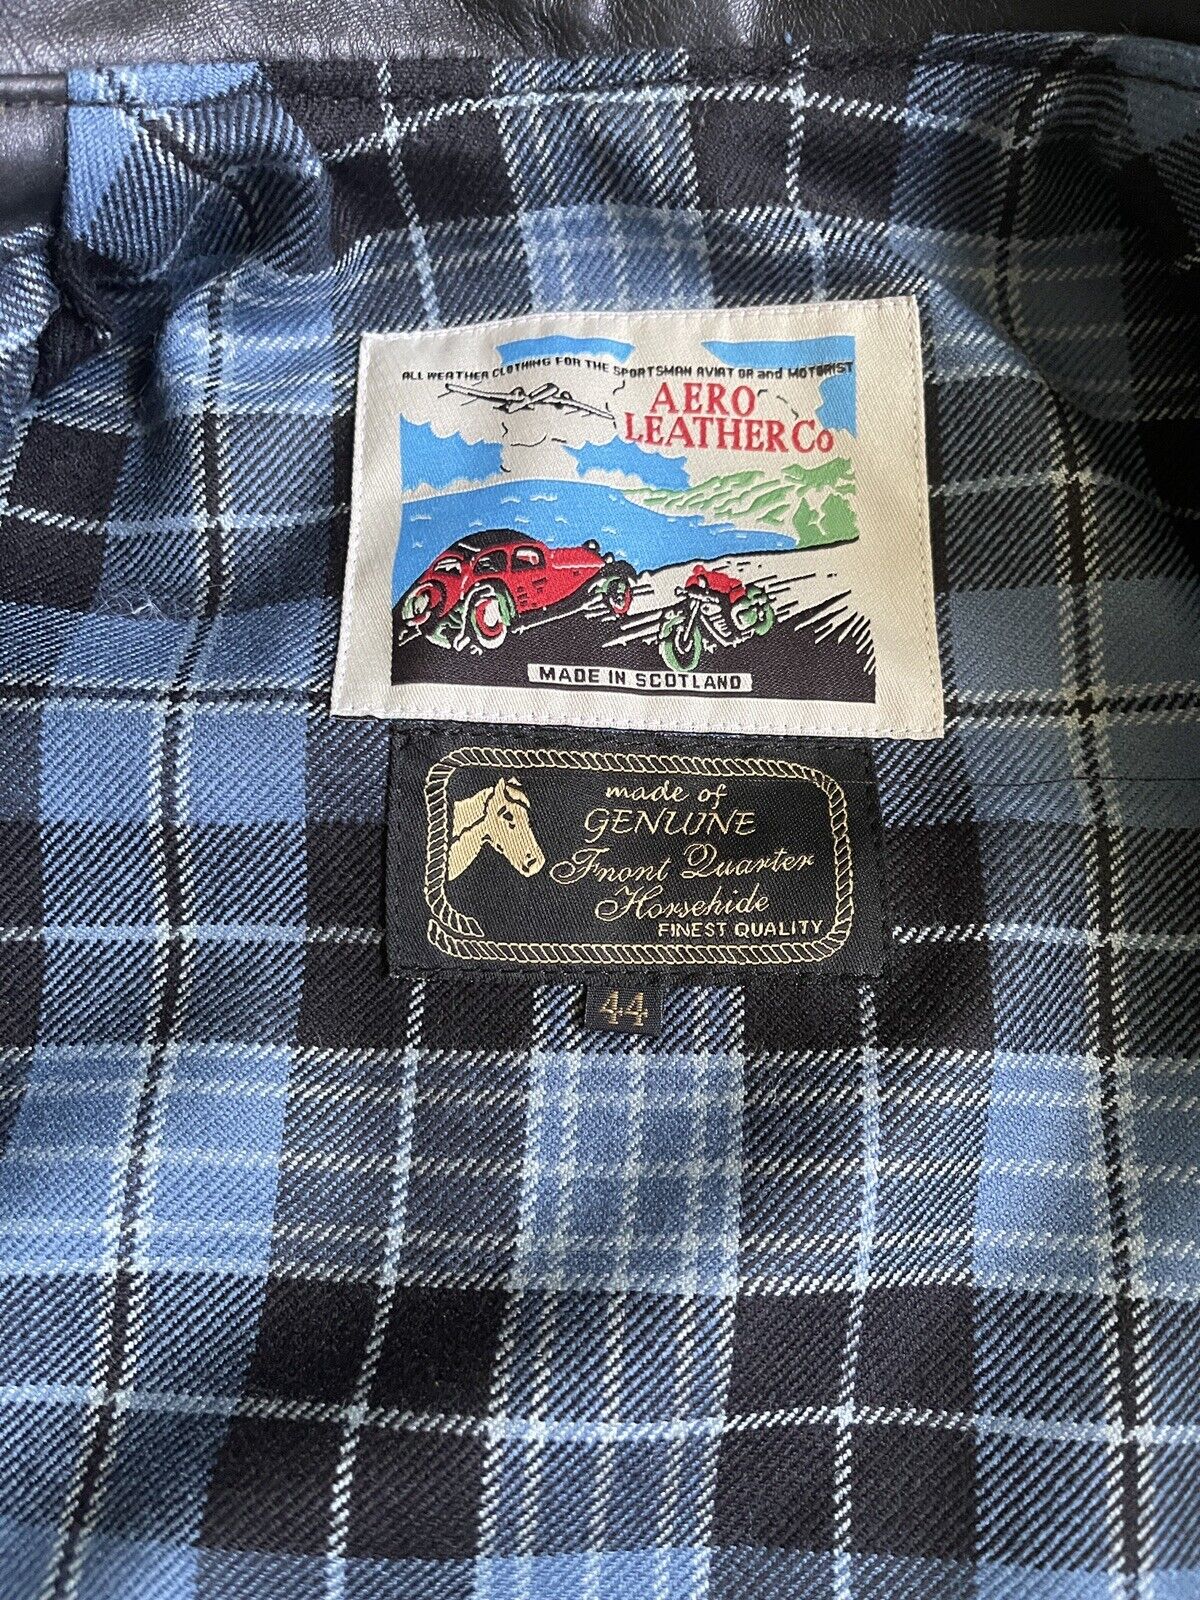 ALL WEATHER CLOTHING FOR THE SPORTSMAN AVIATOR and MOTORIST
AERO
LEATHER Co
MADE IN SCOTLAND
made of
GENUINE
Front Quarter
Horsehide
FINEST QUALITY
44